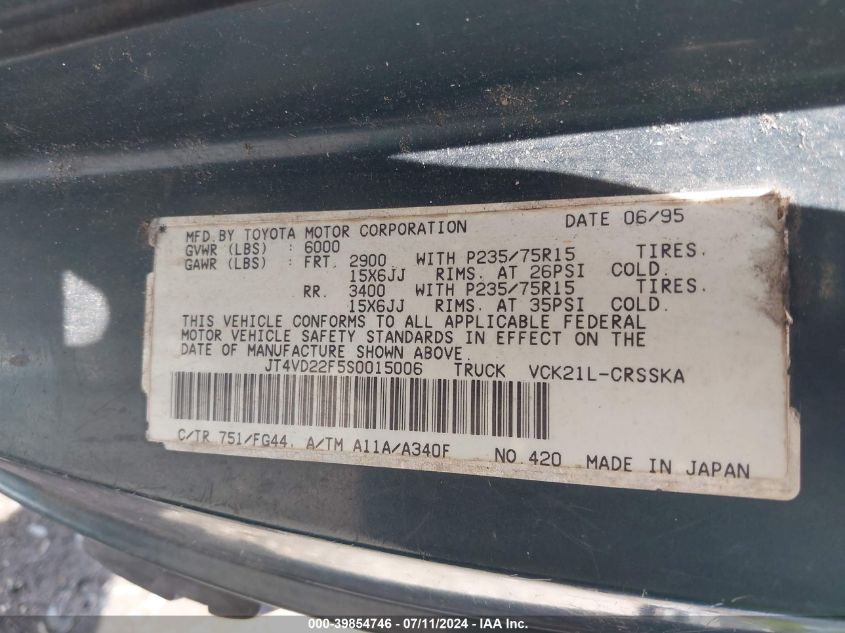 MFD.BY TOYOTA MOTOR CORPORATION DATE 06/95
GVWR (LBS) : 6000
GAWR (LBS) : FRT. 2900 WITH P235/75R15 TIRES.
15X6JJ RIMS. AT 26PSI COLD.
RR. 3400 WITH P235/75R15 TIRES.
15X6JJ RIMS. AT 35PSI COLD.
THIS VEHICLE CONFORMS TO ALL APPLICABLE FEDERAL
MOTOR VEHICLE SAFETY STANDARDS IN EFFECT ON THE
DATE OF MANUFACTURE SHOWN ABOVE.
JT4VD22F5S0015006 TRUCK VCK21L-CRSSKA
C/TR 751/FG44. A/TM A11A/A340F NO.420 MADE IN JAPAN
000-39854746 - 07/11/2024 - IAAI.COM